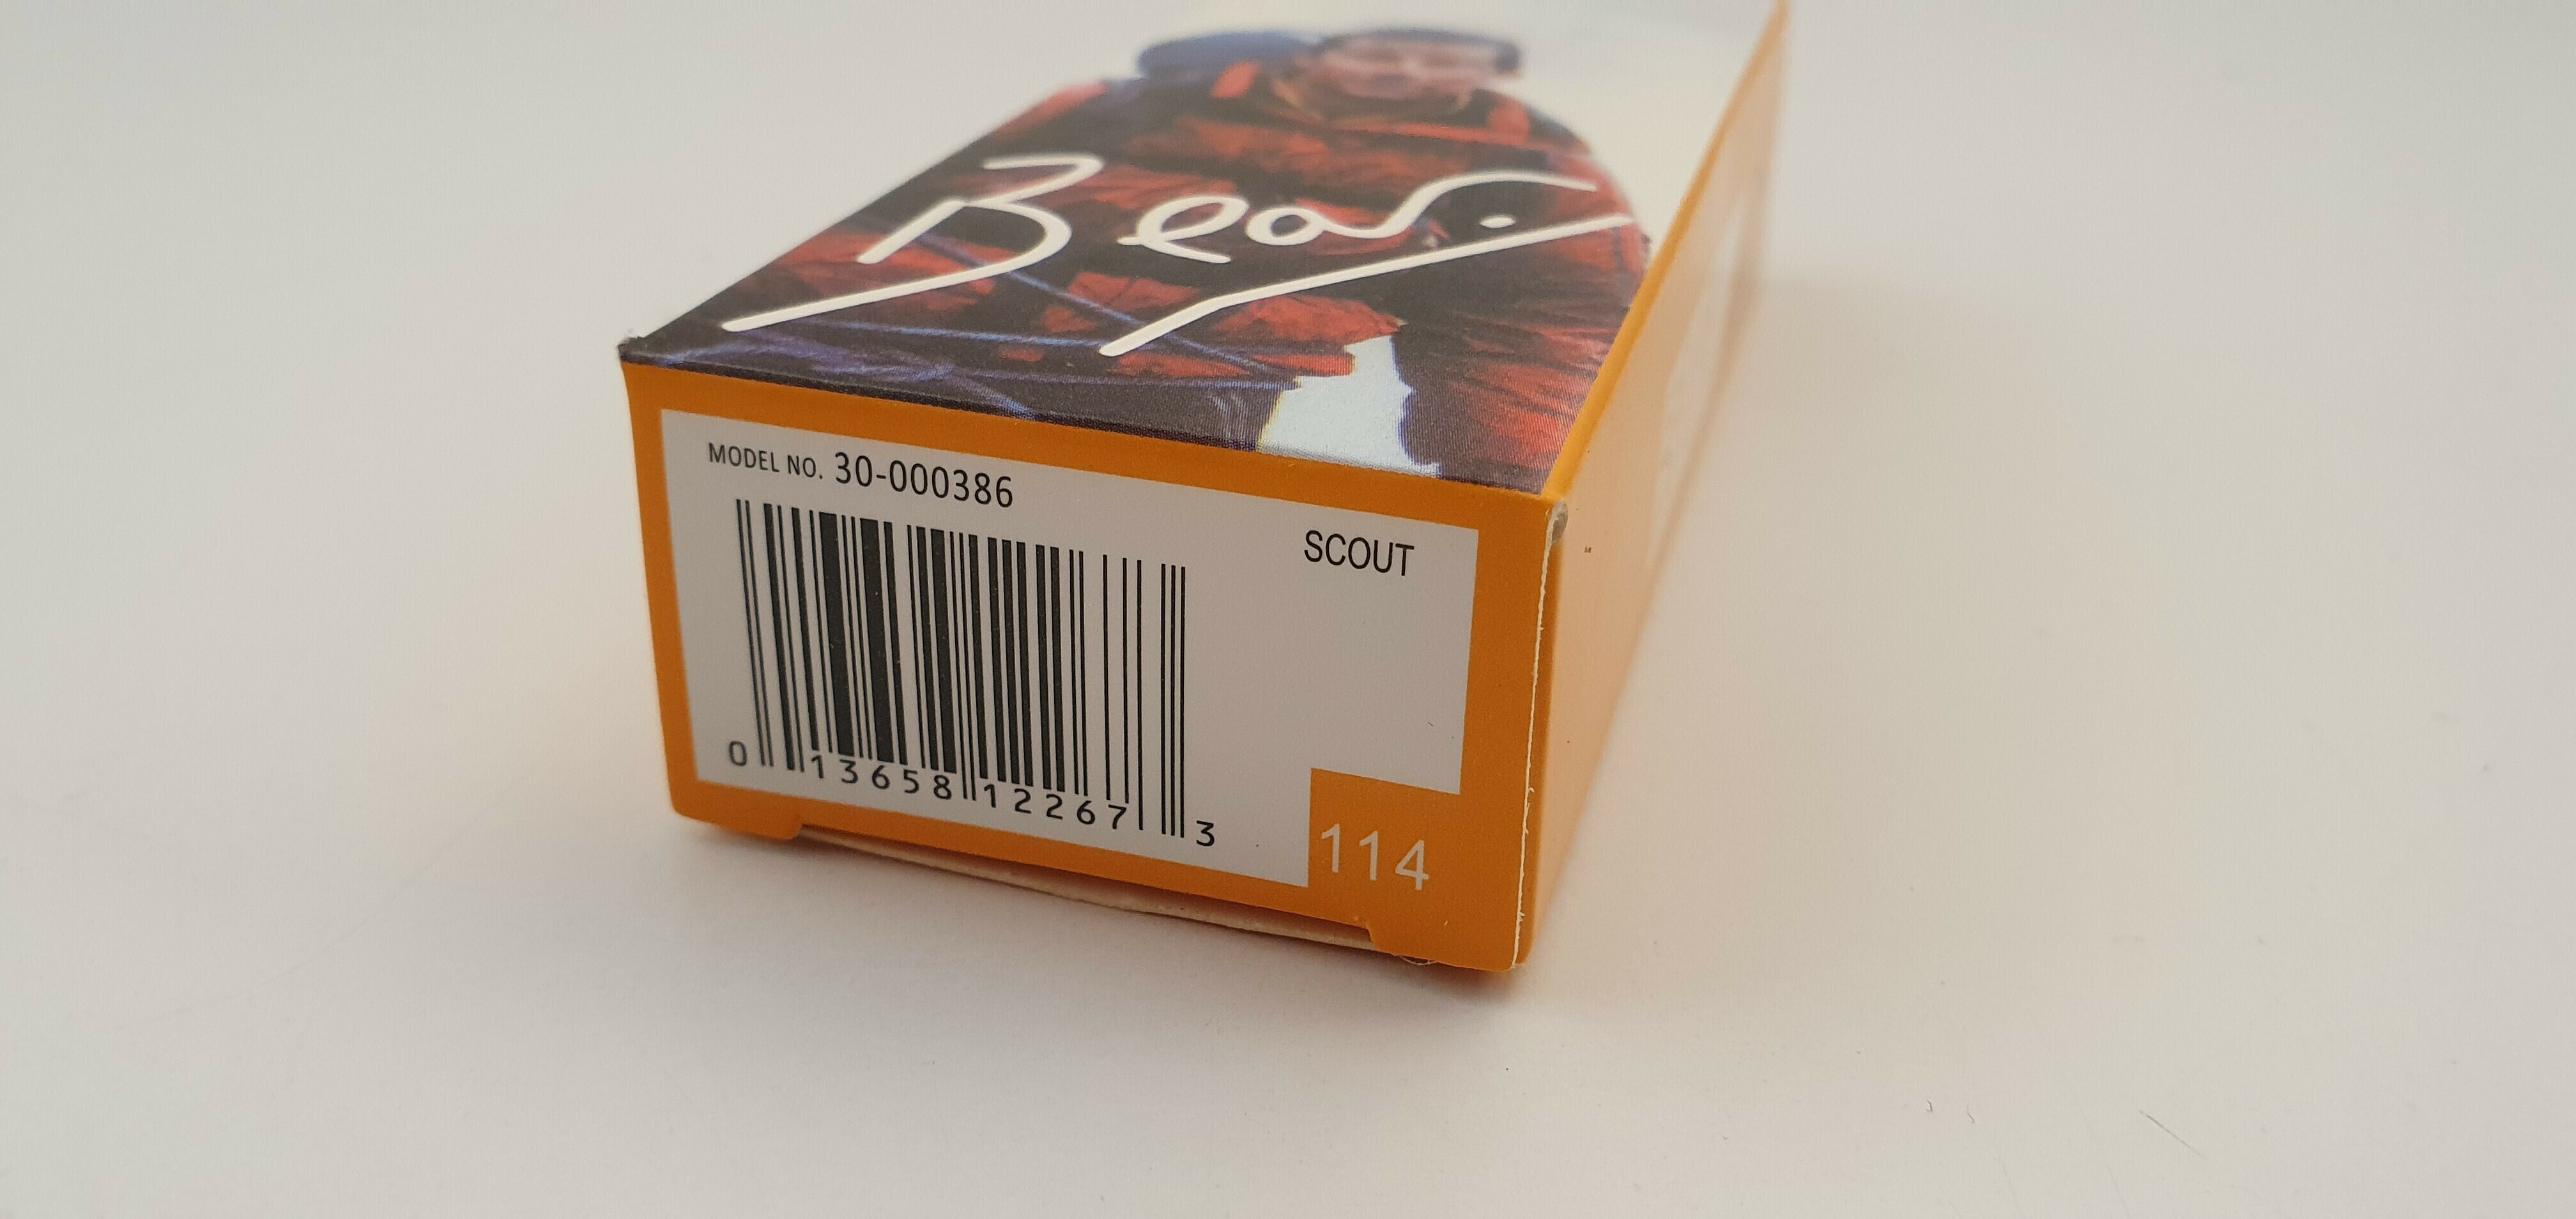 Bear.
MODEL NO. 30-000386
SCOUT
0 13658 12267 3
114